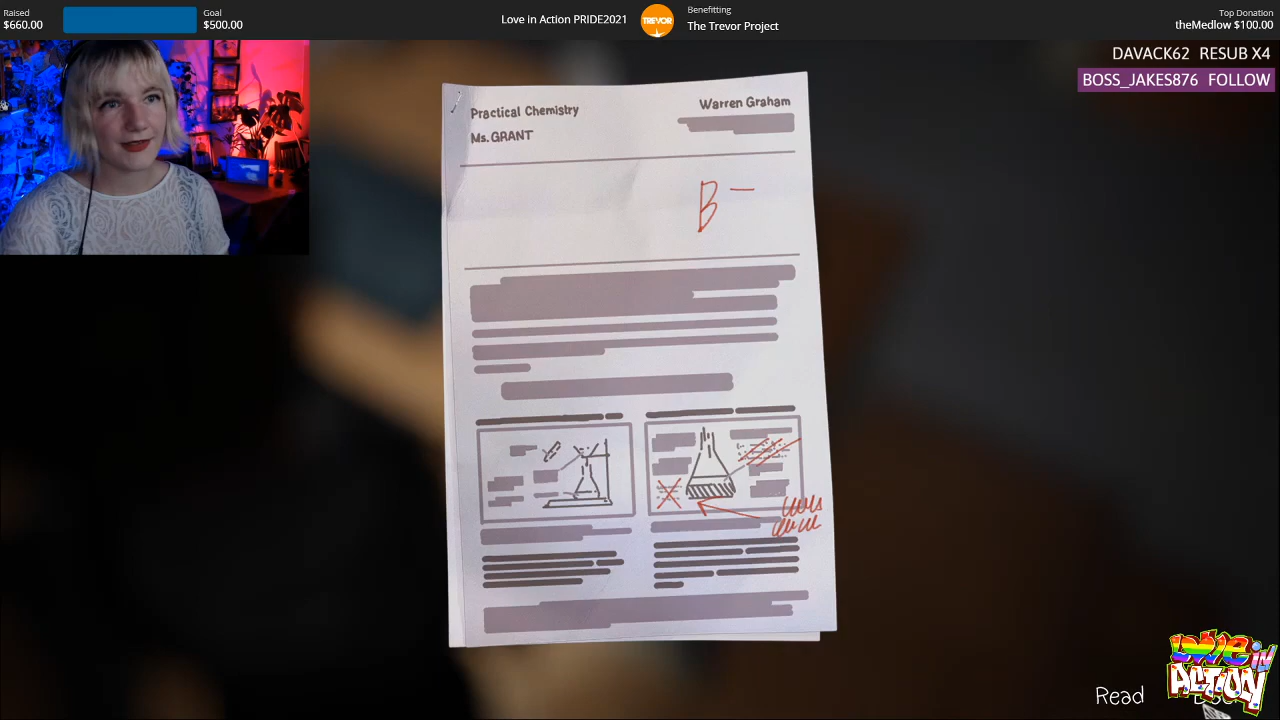 Raised
$660.00
Goal
$500.00
Love in Action PRIDE2021
TREVOR
Benefitting
The Trevor Project
Top Donation
theMedlow $100.00
DAVACK62 RESUB X4
BOSS_JAKES876 FOLLOW
Practical Chemistry
Ms. GRANT
Warren Graham
B-
Read
LOVE in
ACTION